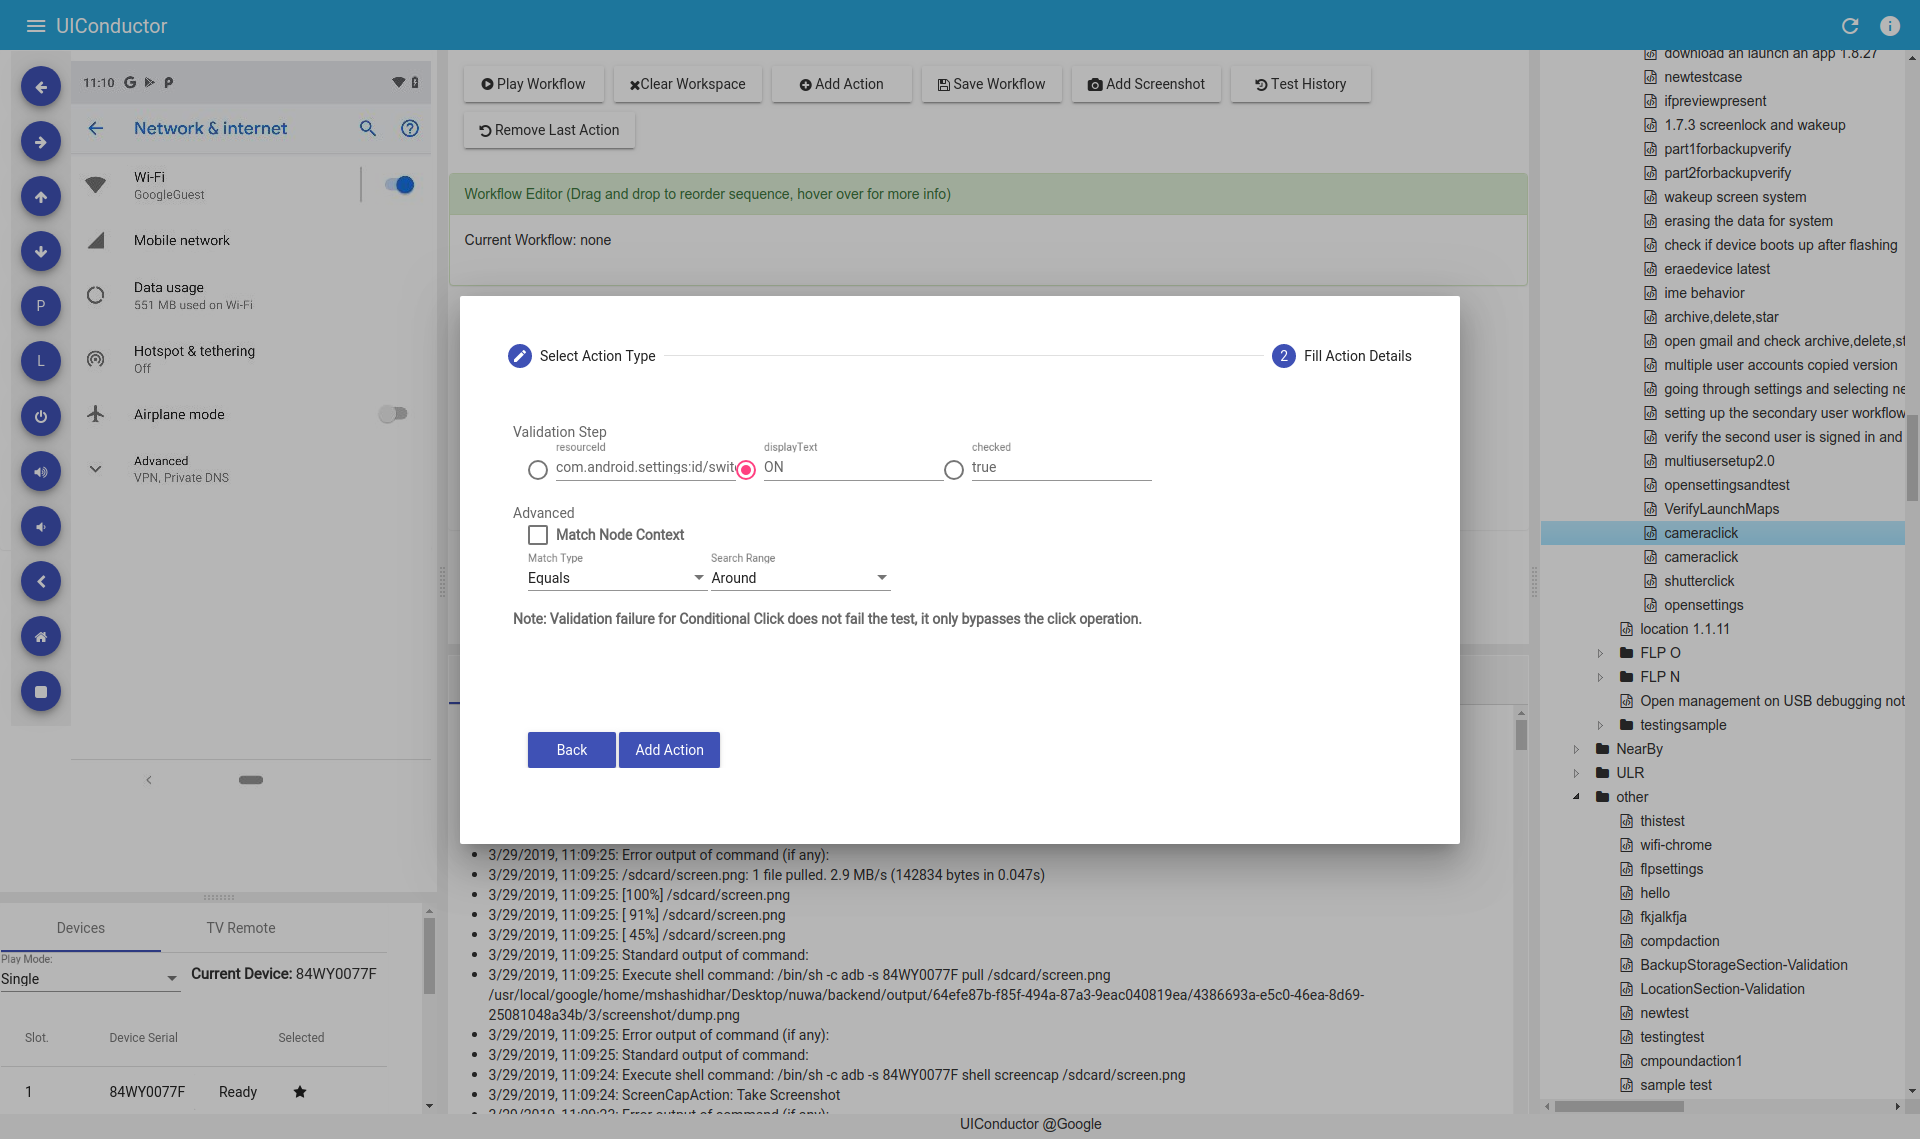 UIConductor
11:10
Network & internet
Wi-Fi
GoogleGuest
Mobile network
Data usage
551 MB used on Wi-Fi
Hotspot & tethering
Off
Airplane mode
Advanced
VPN, Private DNS
P
L
Devices
TV Remote
Play Mode:
Single
Current Device: 84WY0077F
Slot.
Device Serial
Selected
1
84WY0077F
Ready
Play Workflow
Clear Workspace
Add Action
Save Workflow
Add Screenshot
Test History
Remove Last Action
Workflow Editor (Drag and drop to reorder sequence, hover over for more info)
Current Workflow: none
Select Action Type
2
Fill Action Details
Validation Step
resourceId
com.android.settings:id/swit
displayText
ON
checked
true
Advanced
Match Node Context
Match Type
Equals
Search Range
Around
Note: Validation failure for Conditional Click does not fail the test, it only bypasses the click operation.
Back
Add Action
3/29/2019, 11:09:25: Error output of command (if any):
3/29/2019, 11:09:25: /sdcard/screen.png: 1 file pulled. 2.9 MB/s (142834 bytes in 0.047s)
3/29/2019, 11:09:25: [100%] /sdcard/screen.png
3/29/2019, 11:09:25: [ 91%] /sdcard/screen.png
3/29/2019, 11:09:25: [ 45%] /sdcard/screen.png
3/29/2019, 11:09:25: Standard output of command:
3/29/2019, 11:09:25: Execute shell command: /bin/sh -c adb -s 84WY0077F pull /sdcard/screen.png
/usr/local/google/home/mshashidhar/Desktop/nuwa/backend/output/64efe87b-f85f-494a-87a3-9eac040819ea/4386693a-e5c0-46ea-8d69-
25081048a34b/3/screenshot/dump.png
3/29/2019, 11:09:25: Error output of command (if any):
3/29/2019, 11:09:25: Standard output of command:
3/29/2019, 11:09:24: Execute shell command: /bin/sh -c adb -s 84WY0077F shell screencap /sdcard/screen.png
3/29/2019, 11:09:24: ScreenCapAction: Take Screenshot
3/29/2019, 11:09:23: Error output of command (if any):
download an launch an app 1.8.27
newtestcase
ifpreviewpresent
1.7.3 screenlock and wakeup
part1forbackupverify
part2forbackupverify
wakeup screen system
erasing the data for system
check if device boots up after flashing
eraedevice latest
ime behavior
archive,delete,star
open gmail and check archive,delete,st
multiple user accounts copied version
going through settings and selecting ne
setting up the secondary user workflow
verify the second user is signed in and
multiusersetup2.0
opensettingsandtest
VerifyLaunchMaps
cameraclick
cameraclick
shutterclick
opensettings
location 1.1.11
FLP O
FLP N
Open management on USB debugging not
testingsample
NearBy
ULR
other
thistest
wifi-chrome
flpsettings
hello
fkjalkfja
compdaction
BackupStorageSection-Validation
LocationSection-Validation
newtest
testingtest
cmpoundaction1
sample test
UIConductor @Google